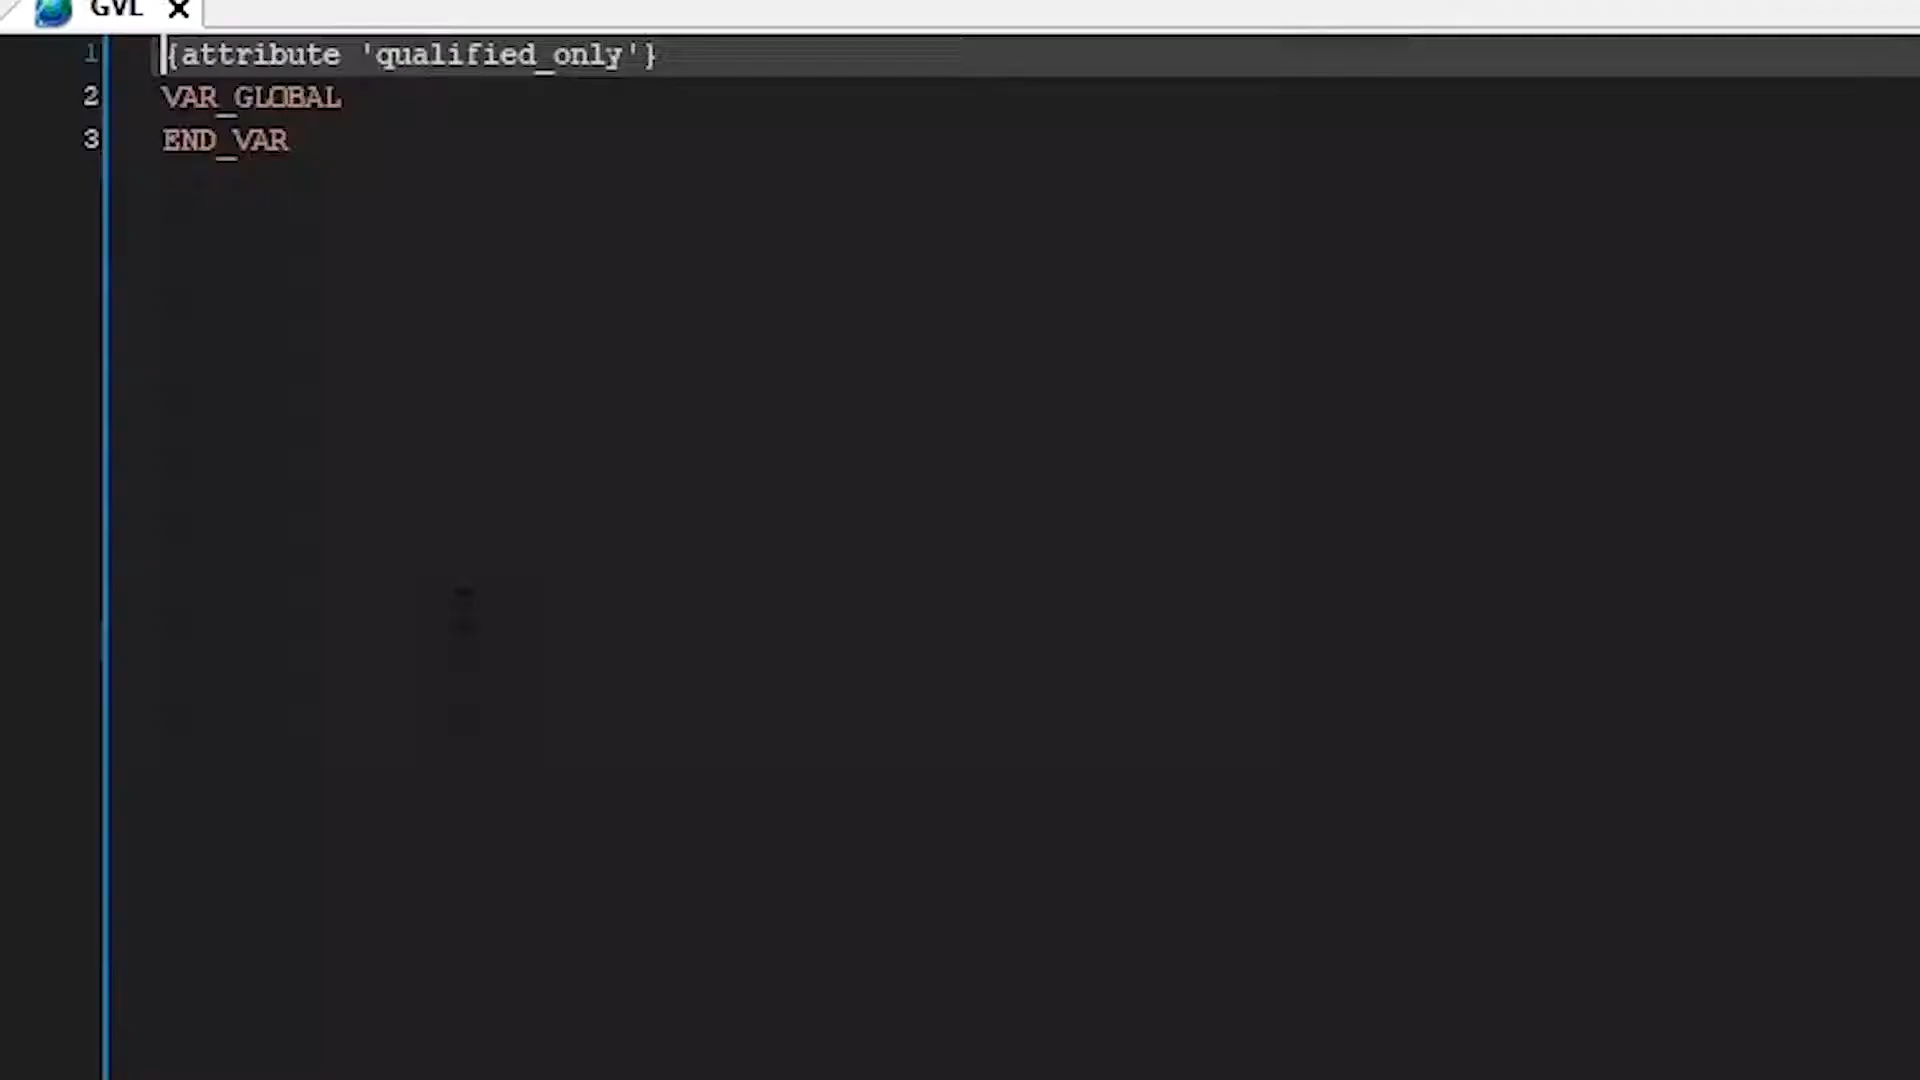 GVL
1 {attribute 'qualified_only'}
2 VAR_GLOBAL
3 END_VAR